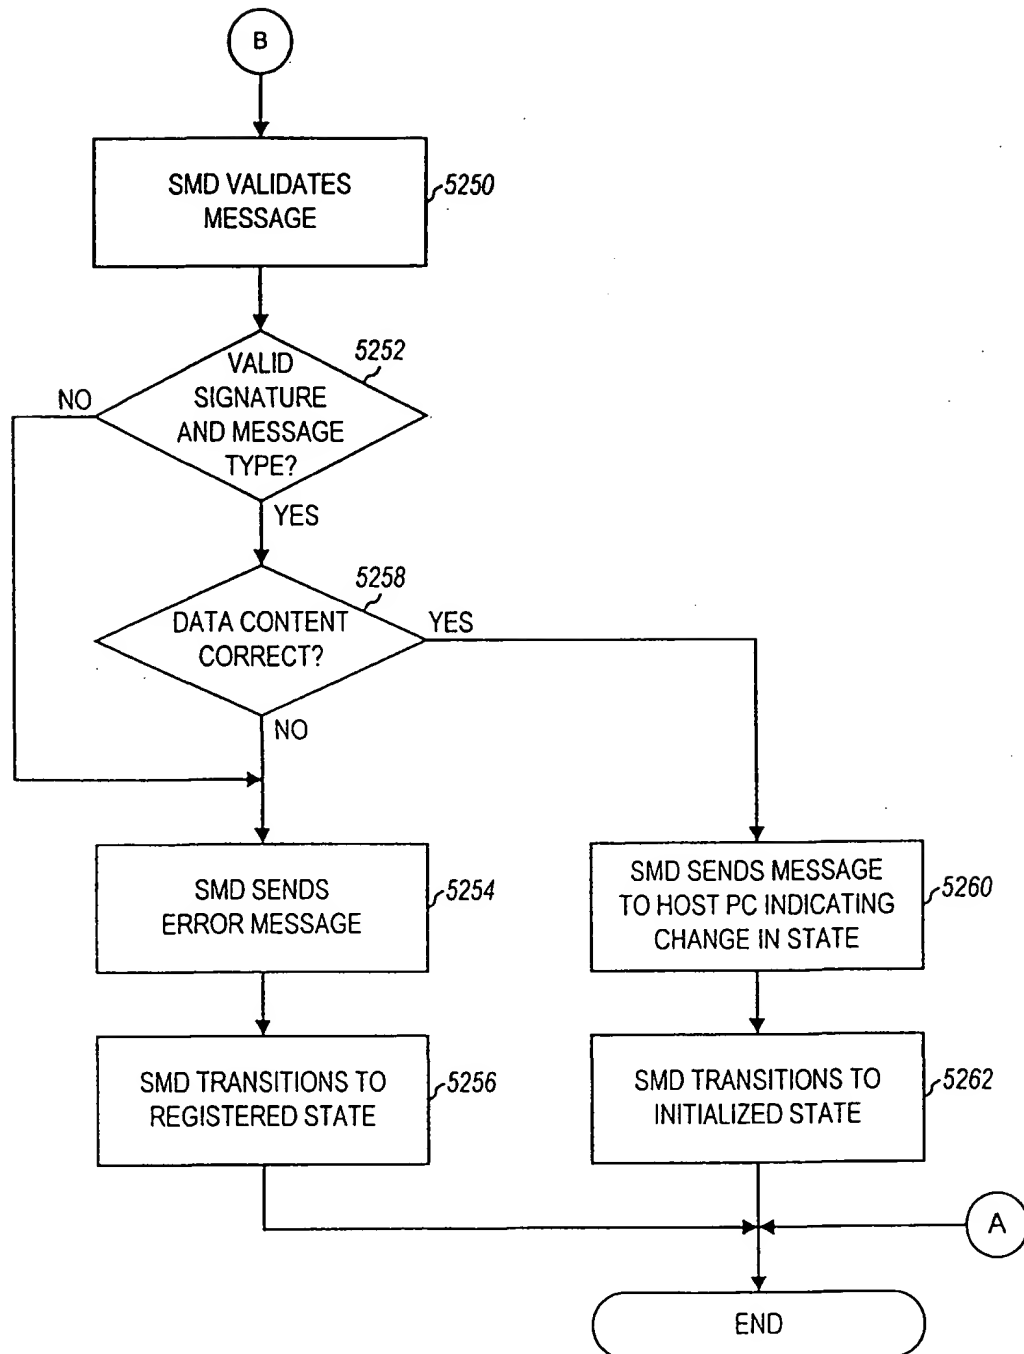 B
SMD VALIDATES
MESSAGE
5250
VALID
SIGNATURE
AND MESSAGE
TYPE?
5252
NO
YES
DATA CONTENT
CORRECT?
5258
YES
NO
SMD SENDS
ERROR MESSAGE
5254
SMD SENDS MESSAGE
TO HOST PC INDICATING
CHANGE IN STATE
5260
SMD TRANSITIONS TO
REGISTERED STATE
5256
SMD TRANSITIONS TO
INITIALIZED STATE
5262
A
END